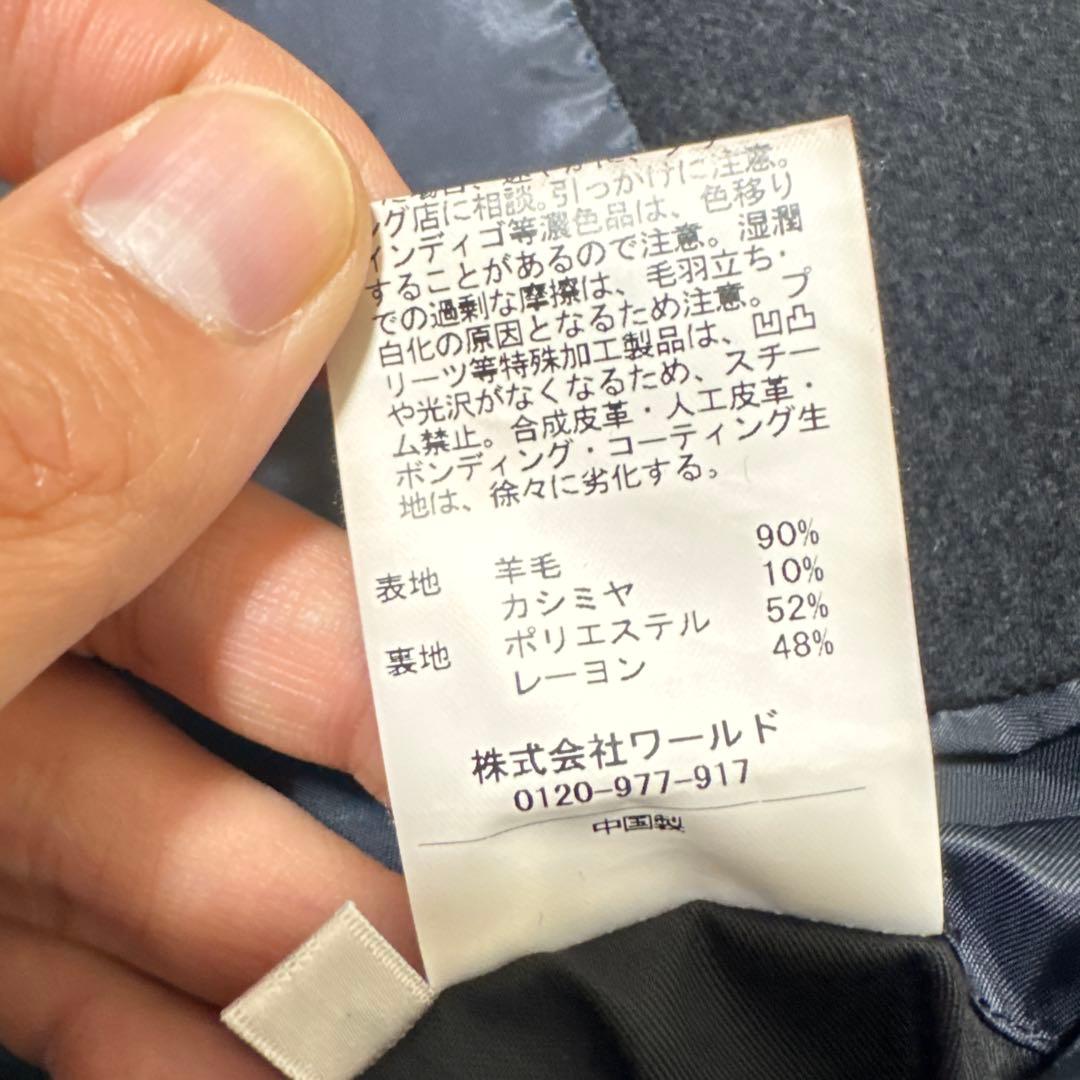 グ店に相談。引っかけに注意。
インディゴ等濃色品は、色移り
することがあるので注意。湿潤
での過剰な摩擦は、毛羽立ち・
白化の原因となるため注意。プ
リーツ等特殊加工製品は、凹凸
や光沢がなくなるため、スチー
ム禁止。合成皮革・人工皮革・
ボンディング・コーティング生
地は、徐々に劣化する。
表地 羊毛 90%
カシミヤ 10%
裏地 ポリエステル 52%
レーヨン 48%
株式会社ワールド
0120-977-917
中国製